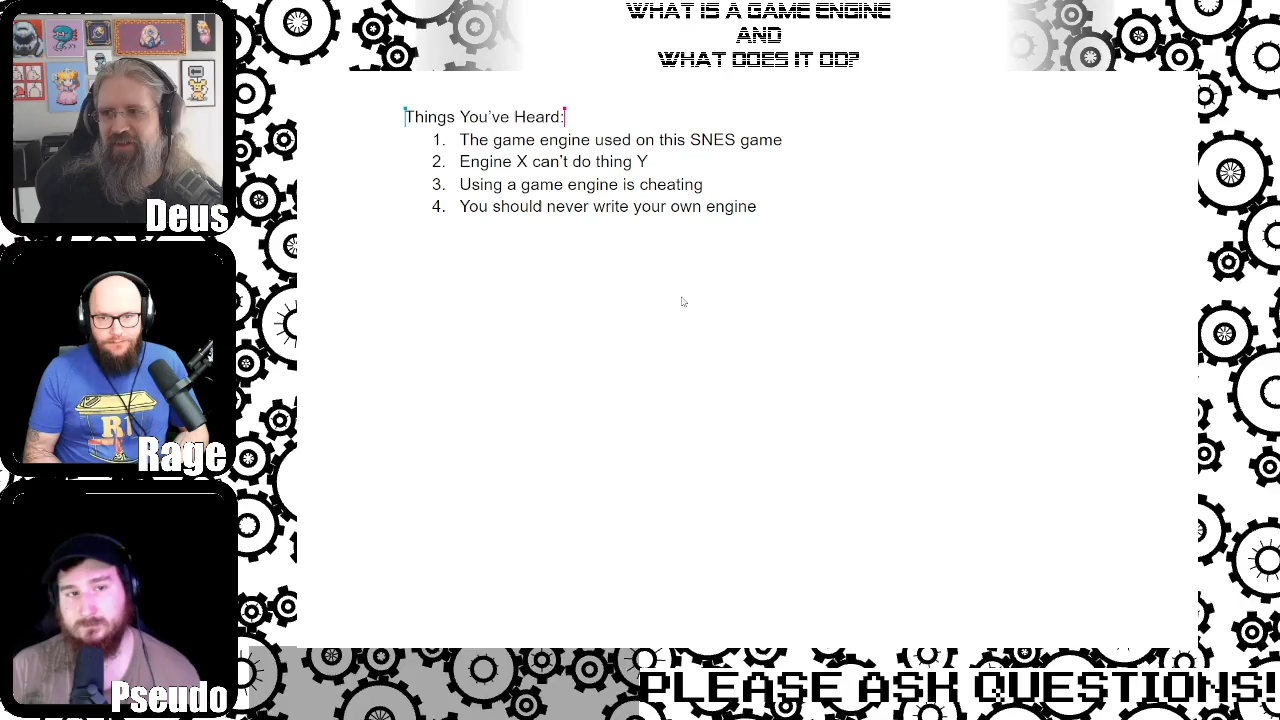 WHAT IS A GAME ENGINE
AND
WHAT DOES IT DO?
Things You've Heard:
1. The game engine used on this SNES game
2. Engine X can't do thing Y
3. Using a game engine is cheating
4. You should never write your own engine
Deus
Rage
Pseudo
PLEASE ASK QUESTIONS!